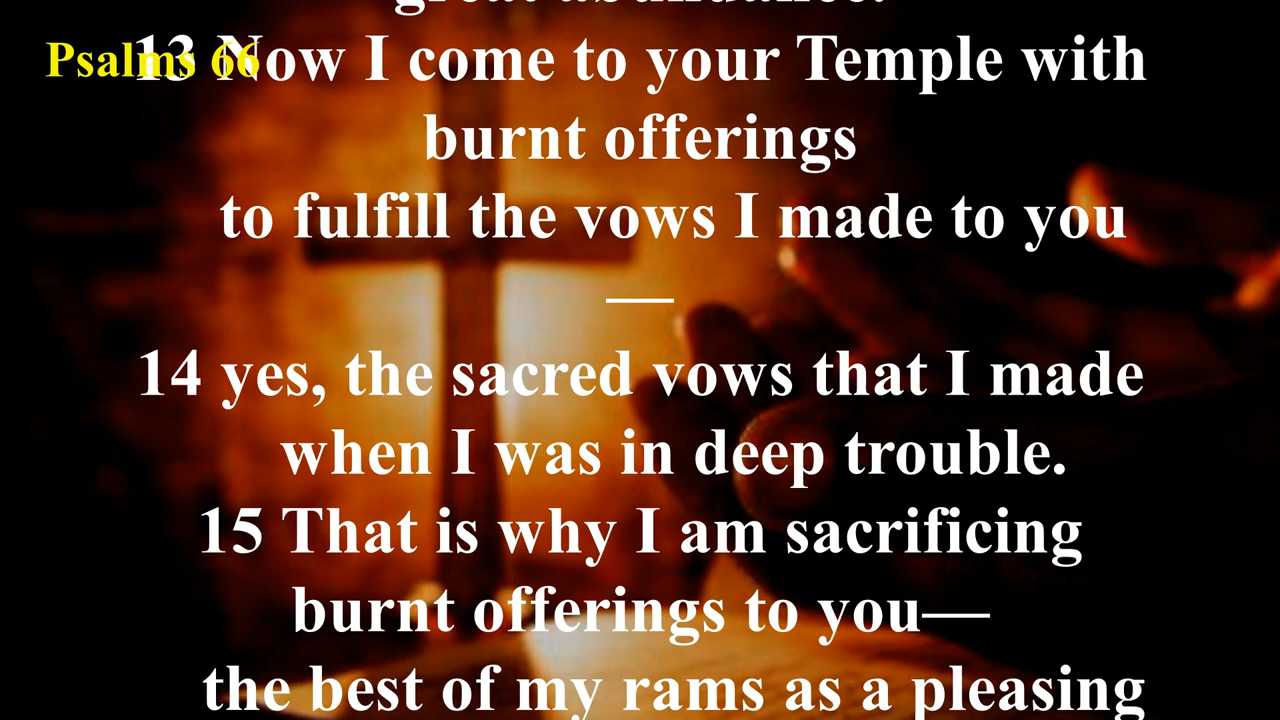 great abundance.
Psalms 66
13 Now I come to your Temple with
burnt offerings
to fulfill the vows I made to you
—
14 yes, the sacred vows that I made
when I was in deep trouble.
15 That is why I am sacrificing
burnt offerings to you—
the best of my rams as a pleasing